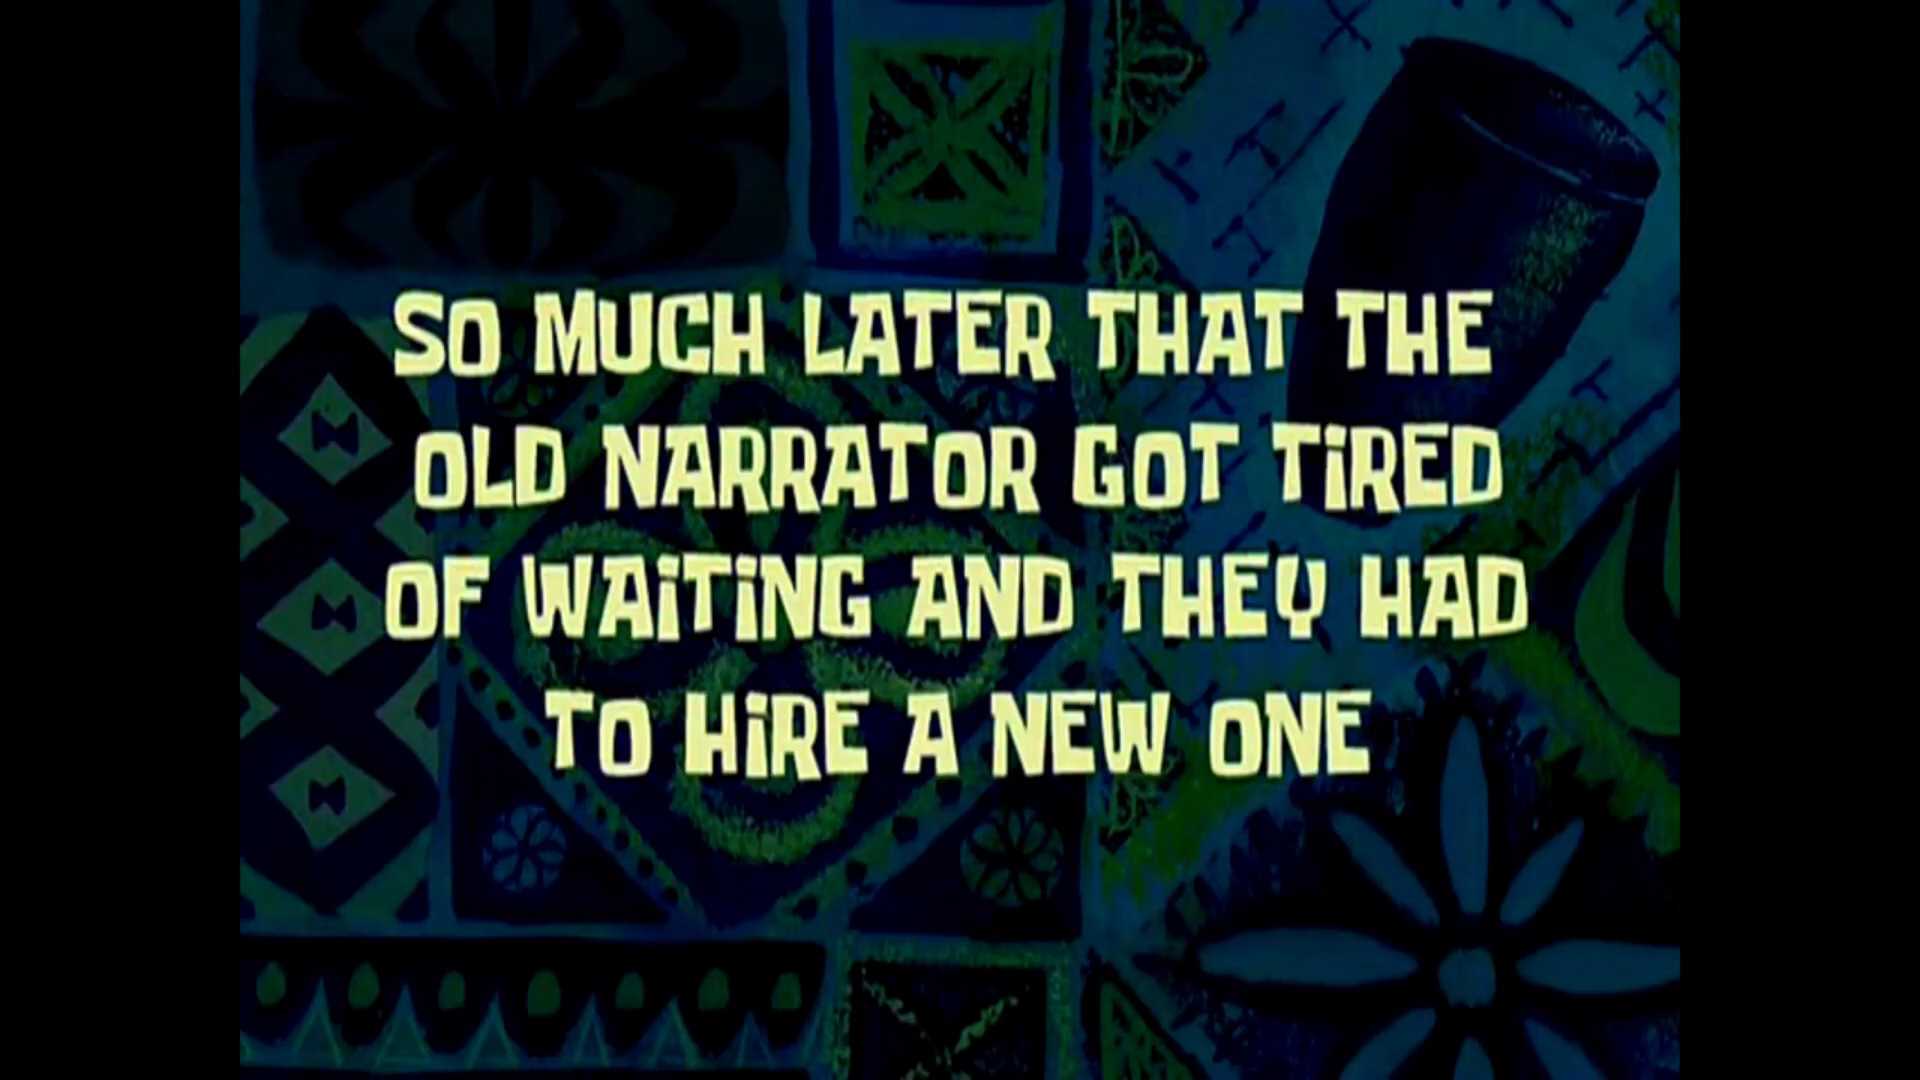 SO MUCH LATER THAT THE
OLD NARRATOR GOT TiRED
OF WAiTiNG AND THEY HAD
TO HiRE A NEW ONE